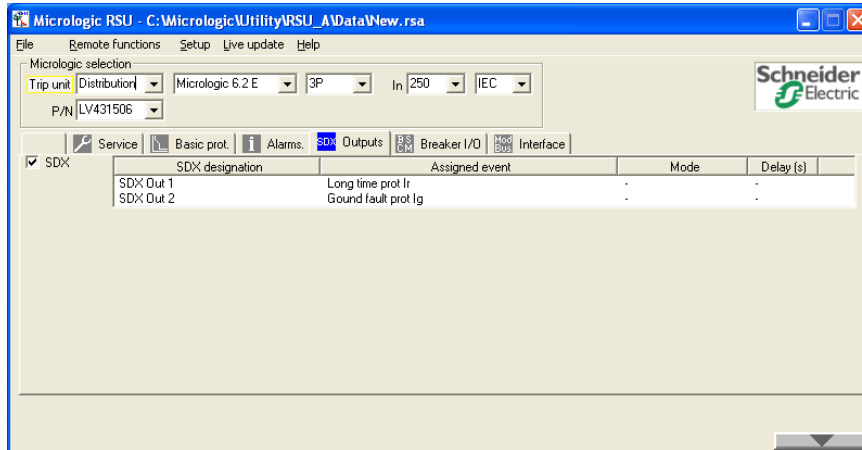 Micrologic RSU - C:\Micrologic\Utility\RSU_A\Data\New.rsa
File Remote functions Setup Live update Help
Micrologic selection
Trip unit Distribution Micrologic 6.2 E 3P In 250 IEC
P/N LV431506
Schneider
Electric
Service Basic prot. Alarms. SDX Outputs BSCM Breaker I/O Mod Bus Interface
SDX SDX designation Assigned event Mode Delay (s)
SDX Out 1 Long time prot Ir - -
SDX Out 2 Gound fault prot Ig - -